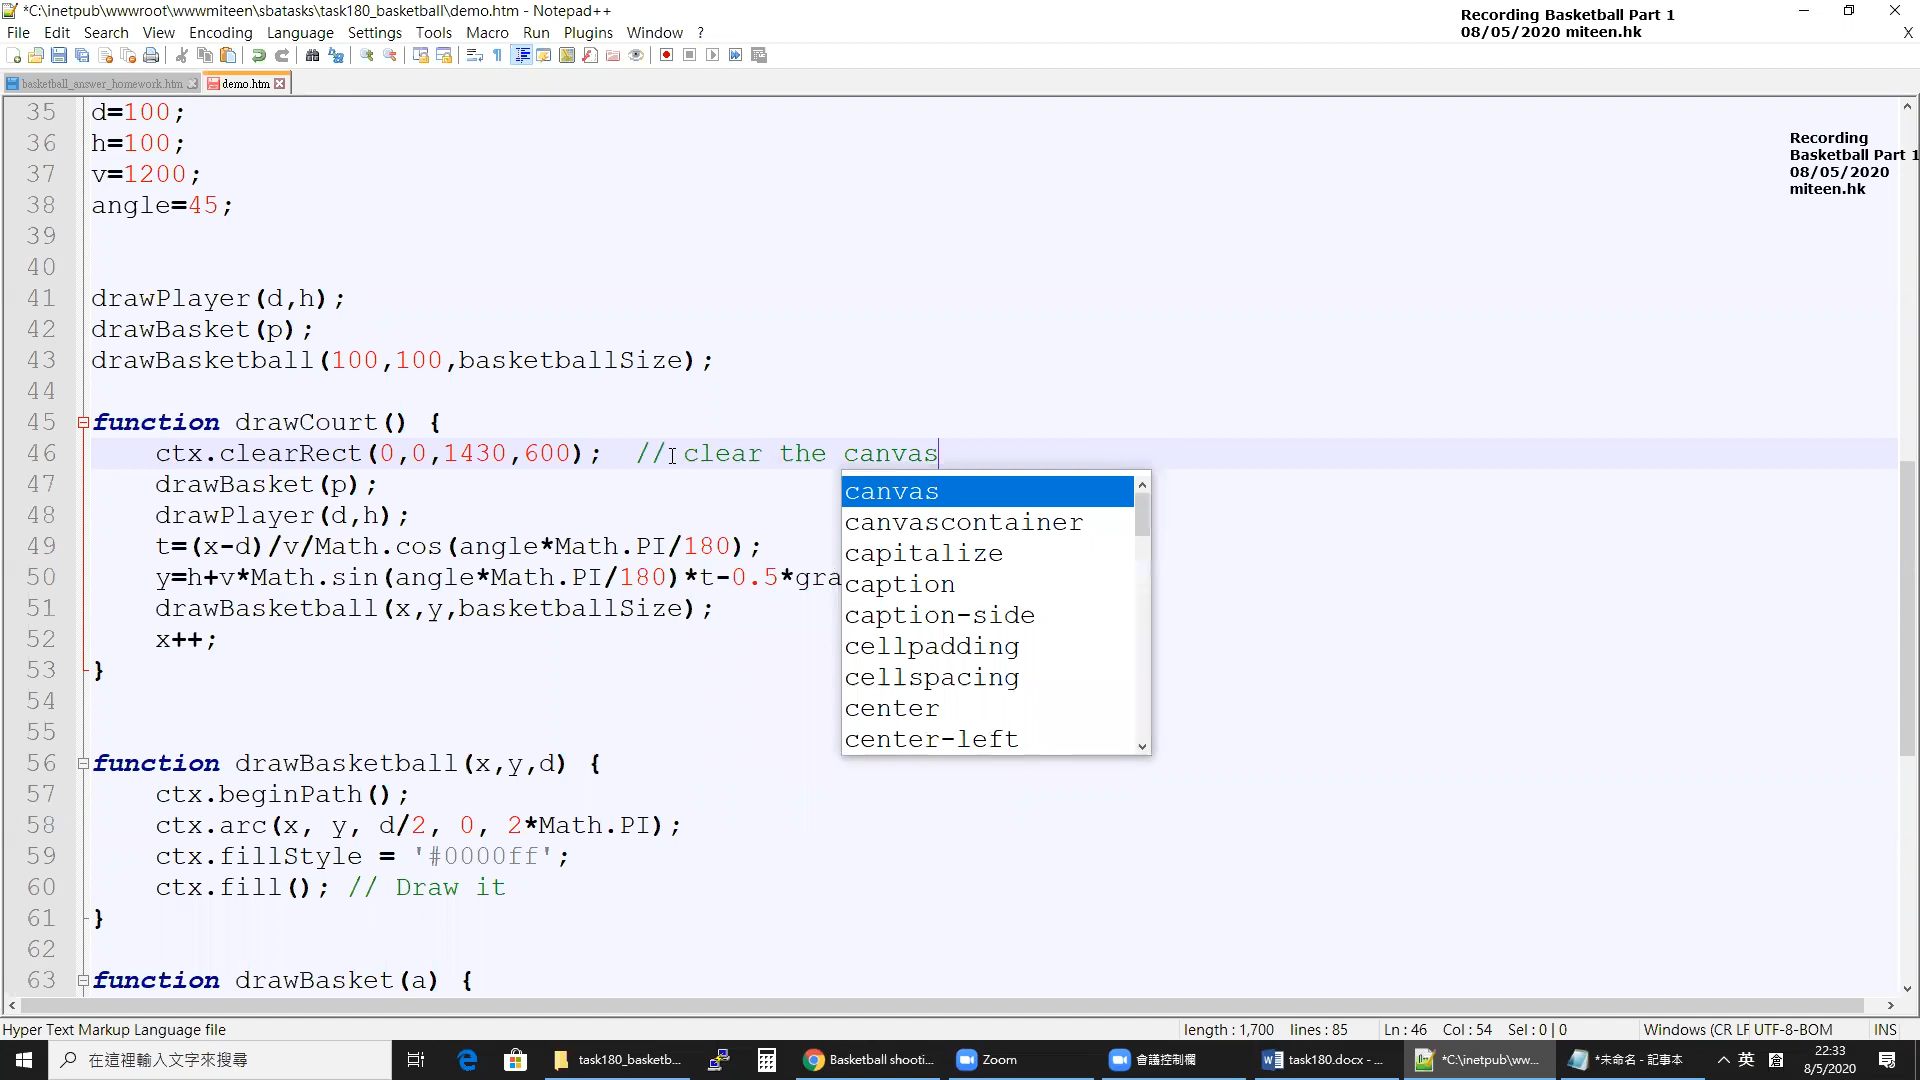 *C:\inetpub\wwwroot\wwwmiteen\sbatasks\task180_basketball\demo.htm - Notepad++
Recording Basketball Part 1
08/05/2020 miteen.hk
File Edit Search View Encoding Language Settings Tools Macro Run Plugins Window ? X
basketball_answer_homework.htm demo.htm
Recording
Basketball Part 1
08/05/2020
miteen.hk
35 d=100;
36 h=100;
37 v=1200;
38 angle=45;
39
40
41 drawPlayer(d,h);
42 drawBasket(p);
43 drawBasketball(100,100,basketballSize);
44
45 function drawCourt() {
46 ctx.clearRect(0,0,1430,600); // clear the canvas
47 drawBasket(p);
48 drawPlayer(d,h);
49 t=(x-d)/v/Math.cos(angle*Math.PI/180);
50 y=h+v*Math.sin(angle*Math.PI/180)*t-0.5*gra
51 drawBasketball(x,y,basketballSize);
52 x++;
53 }
54
55
56 function drawBasketball(x,y,d) {
57 ctx.beginPath();
58 ctx.arc(x, y, d/2, 0, 2*Math.PI);
59 ctx.fillStyle = '#0000ff';
60 ctx.fill(); // Draw it
61 }
62
63 function drawBasket(a) {
canvas
canvascontainer
capitalize
caption
caption-side
cellpadding
cellspacing
center
center-left
Hyper Text Markup Language file length : 1,700 lines : 85 Ln : 46 Col : 54 Sel : 0 | 0 Windows (CR LF UTF-8-BOM INS
在這裡輸入文字來搜尋 task180_basketb... Basketball shooti... Zoom 會議控制欄 task180.docx - ... *C:\inetpub\ww... *未命名 - 記事本 英 倉 22:33
8/5/2020